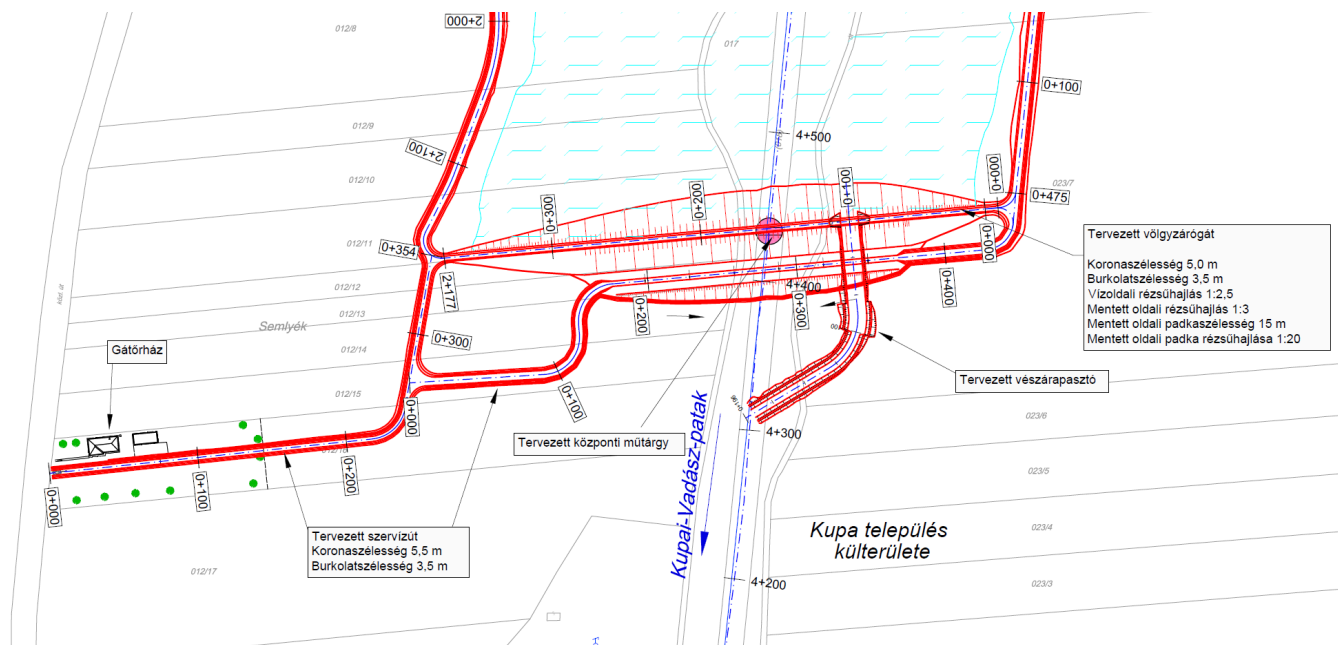 2+000
012/8
017
0+100
4+500
012/9
2+100
012/10
0+100
0+000
023/7
0+475
0+200
0+300
012/11
0+354
0+000
Tervezett völgyzárógát
Koronaszélesség 5,0 m
Burkolatszélesség 3,5 m
Vízoldali rézsűhajlás 1:2,5
Mentett oldali rézsűhajlás 1:3
Mentett oldali padkaszélesség 15 m
Mentett oldali padka rézsűhajlása 1:20
2+177
012/12
4+400
0+400
0+200
0+300
012/13
Semlyék
0+300
012/14
Gátőrház
Tervezett vészárapasztó
012/15
0+100
0+000
0+196
023/6
4+300
Tervezett központi műtárgy
0+000
0+100
0+200
023/5
Tervezett szervízút
Koronaszélesség 5,5 m
Burkolatszélesség 3,5 m
Kupai-Vadász-patak
Kupa település
külterülete
023/4
012/17
4+200
023/3